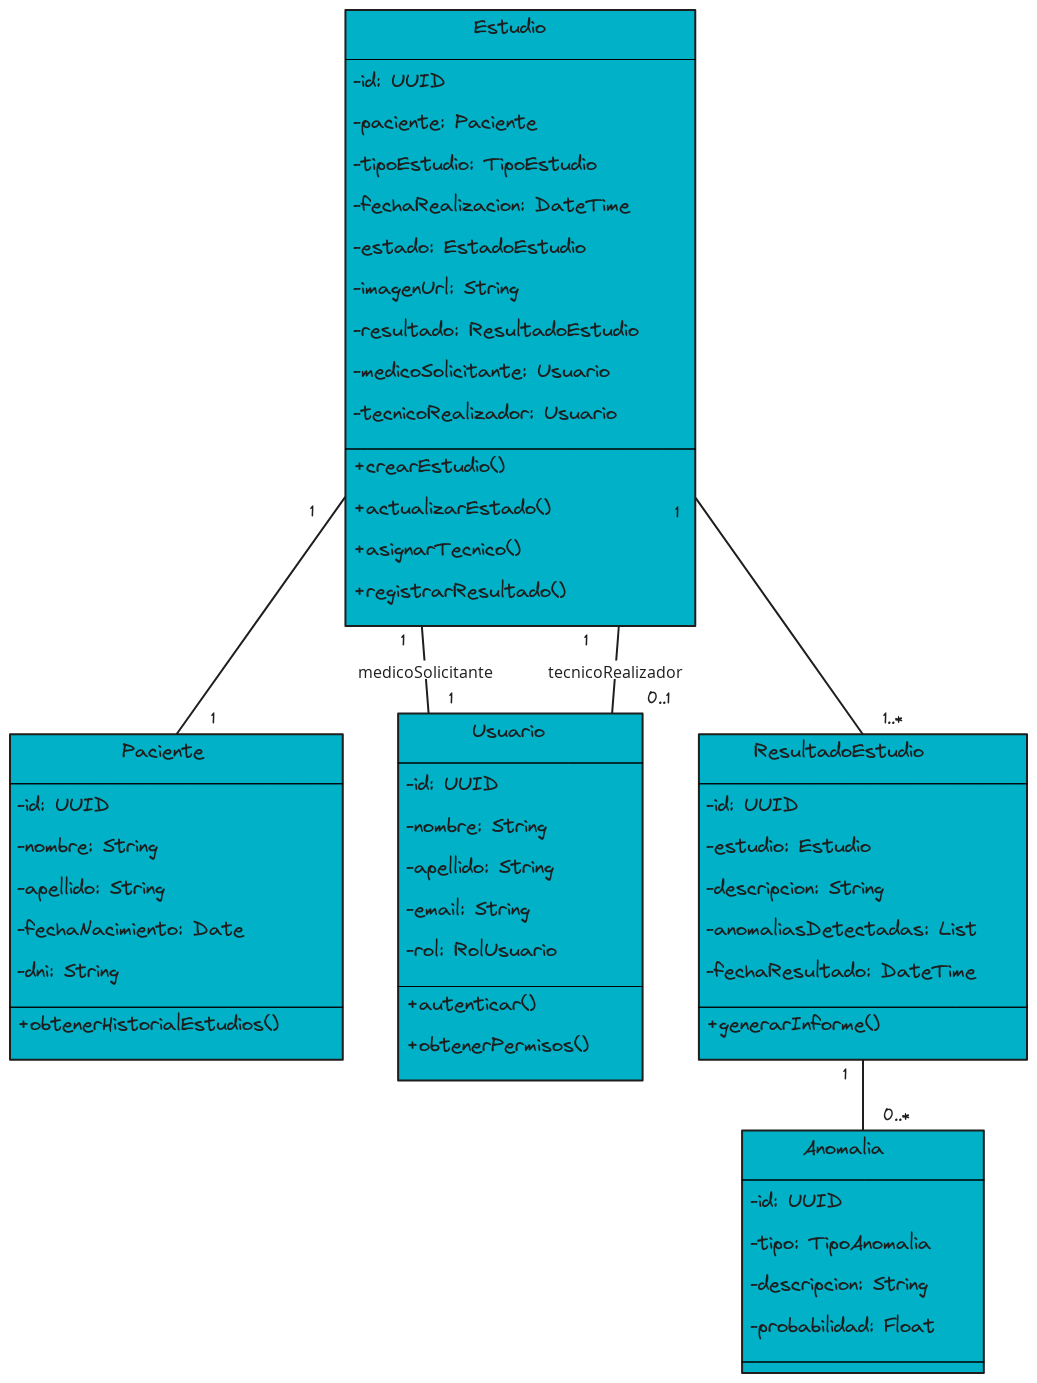 Estudio
-id: UUID
-paciente: Paciente
-tipoEstudio: TipoEstudio
-fechaRealizacion: DateTime
-estado: EstadoEstudio
-imagenUrl: String
-resultado: ResultadoEstudio
-medicoSolicitante: Usuario
-tecnicoRealizador: Usuario
+crearEstudio()
+actualizarEstado()
+asignarTecnico()
+registrarResultado()
1
1
1
1
medicoSolicitante
tecnicoRealizador
1
1
0..1
1..*
Paciente
-id: UUID
-nombre: String
-apellido: String
-fechaNacimiento: Date
-dni: String
+obtenerHistorialEstudios()
Usuario
-id: UUID
-nombre: String
-apellido: String
-email: String
-rol: RolUsuario
+autenticar()
+obtenerPermisos()
ResultadoEstudio
-id: UUID
-estudio: Estudio
-descripcion: String
-anomaliasDetectadas: List
-fechaResultado: DateTime
+generarInforme()
1
0..*
Anomalia
-id: UUID
-tipo: TipoAnomalia
-descripcion: String
-probabilidad: Float